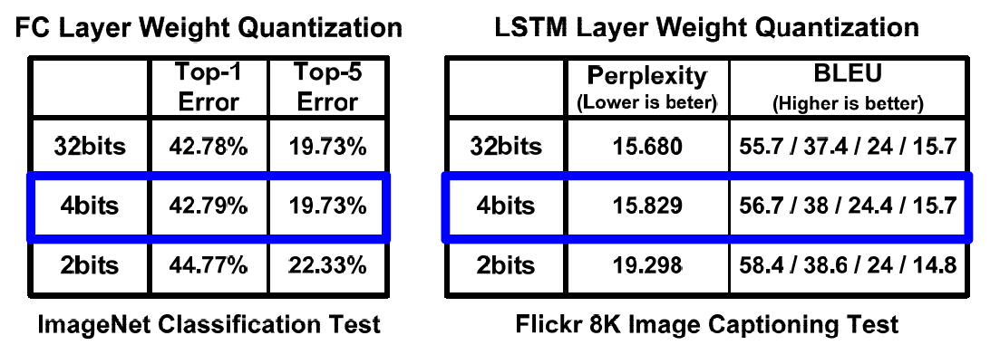 FC Layer Weight Quantization
Top-1 Error Top-5 Error
32bits 42.78% 19.73%
4bits 42.79% 19.73%
2bits 44.77% 22.33%
ImageNet Classification Test
LSTM Layer Weight Quantization
Perplexity (Lower is beter) BLEU (Higher is better)
32bits 15.680 55.7 / 37.4 / 24 / 15.7
4bits 15.829 56.7 / 38 / 24.4 / 15.7
2bits 19.298 58.4 / 38.6 / 24 / 14.8
Flickr 8K Image Captioning Test